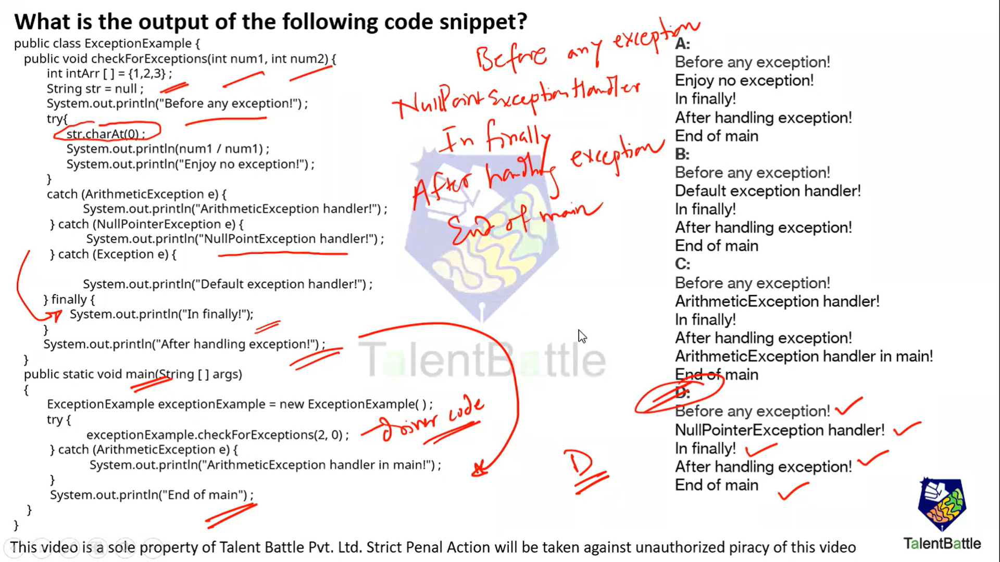 What is the output of the following code snippet?
public class ExceptionExample {
public void checkForExceptions(int num1, int num2) {
int intArr [ ] = {1,2,3} ;
String str = null ;
System.out.println("Before any exception!") ;
try{
str.charAt(0) ;
System.out.println(num1 / num1) ;
System.out.println("Enjoy no exception!") ;
}
catch (ArithmeticException e) {
System.out.println("ArithmeticException handler!") ;
} catch (NullPointerException e) {
System.out.println("NullPointException handler!") ;
} catch (Exception e) {
System.out.println("Default exception handler!") ;
} finally {
System.out.println("In finally!");
}
System.out.println("After handling exception!") ;
}
public static void main(String [ ] args)
{
ExceptionExample exceptionExample = new ExceptionExample( ) ;
try {
exceptionExample.checkForExceptions(2, 0) ;
} catch (ArithmeticException e) {
System.out.println("ArithmeticException handler in main!") ;
}
System.out.println("End of main") ;
}
}
Before any exception
NullPointException Handler
In finally
After handling exception
End of main
driver code
D
TalentBattle
A:
Before any exception!
Enjoy no exception!
In finally!
After handling exception!
End of main
B:
Before any exception!
Default exception handler!
In finally!
After handling exception!
End of main
C:
Before any exception!
ArithmeticException handler!
In finally!
After handling exception!
ArithmeticException handler in main!
End of main
D:
Before any exception!
NullPointerException handler!
In finally!
After handling exception!
End of main
TalentBattle
This video is a sole property of Talent Battle Pvt. Ltd. Strict Penal Action will be taken against unauthorized piracy of this video